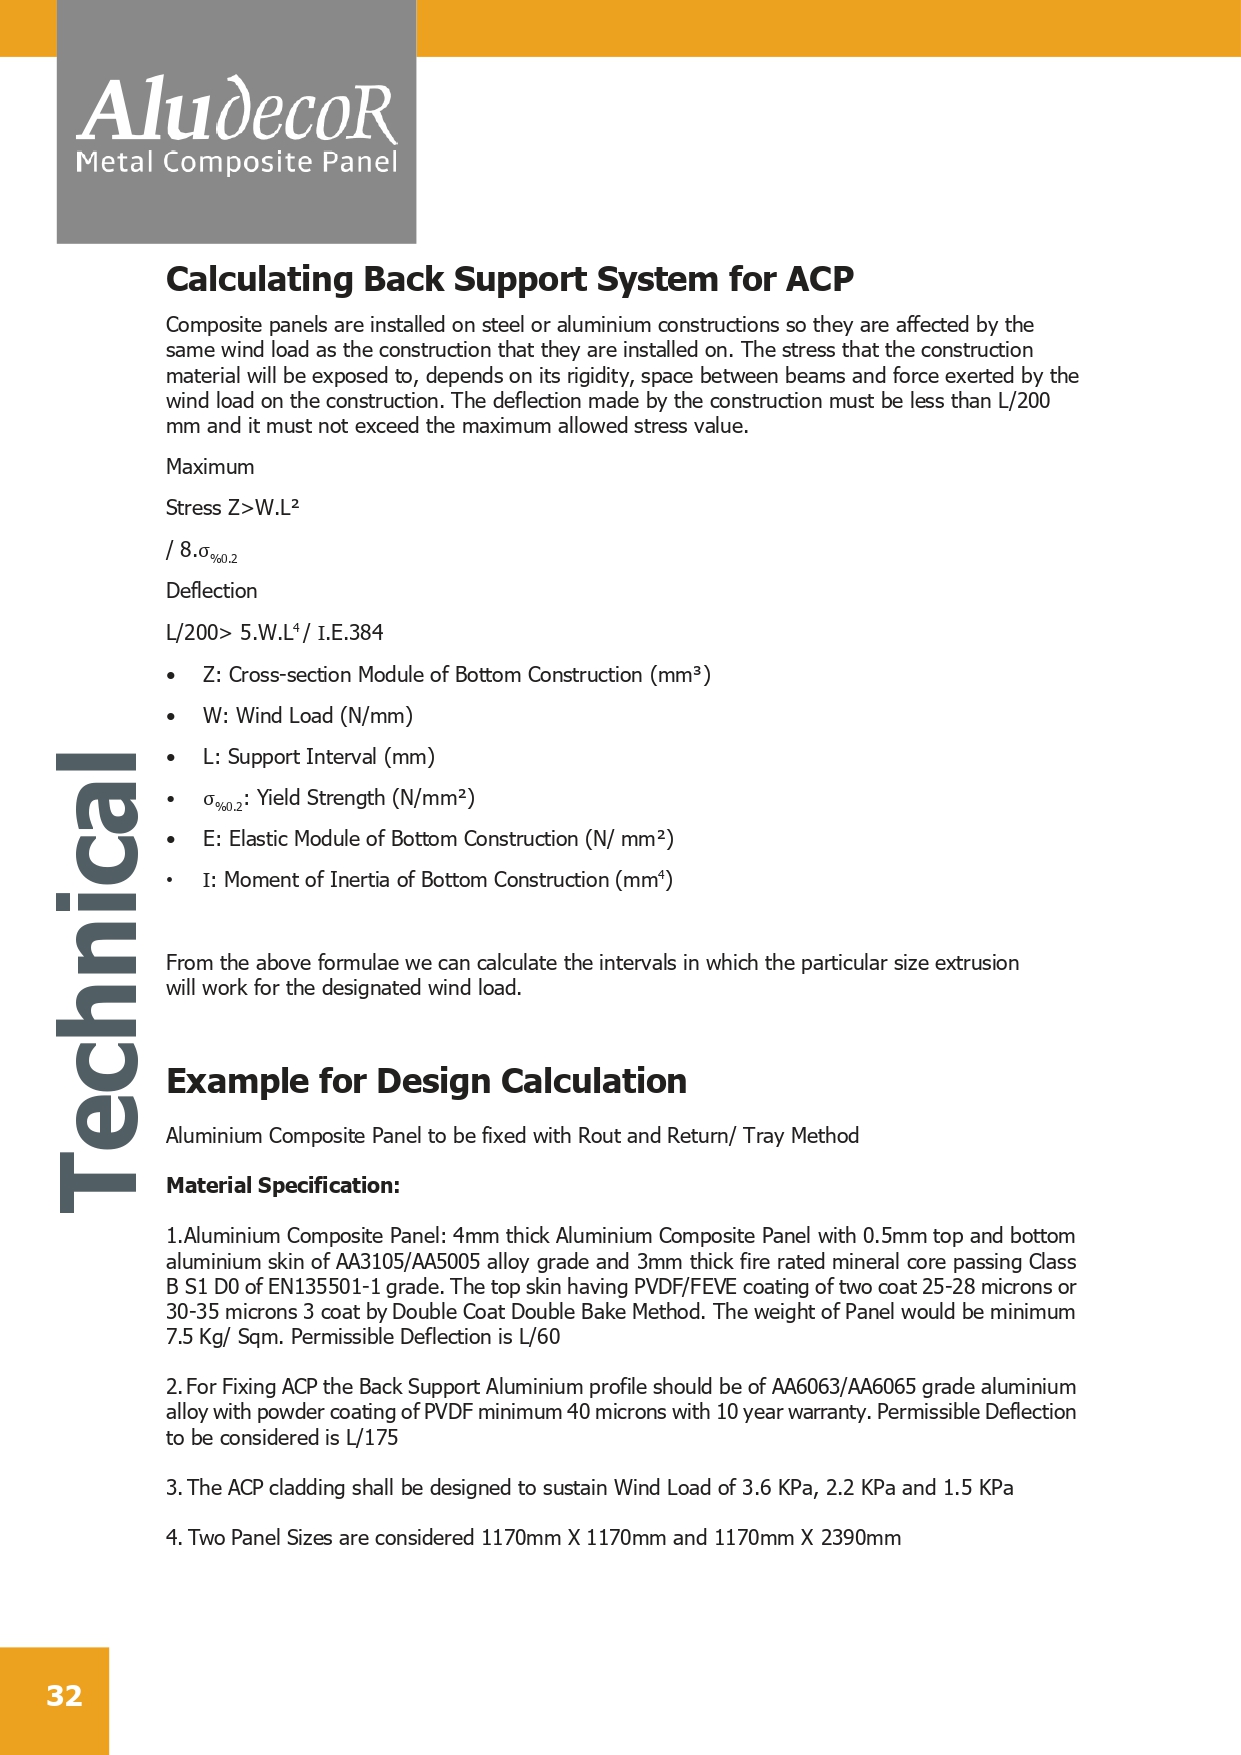 AludecoR
Metal Composite Panel
Calculating Back Support System for ACP
Composite panels are installed on steel or aluminium constructions so they are affected by the
same wind load as the construction that they are installed on. The stress that the construction
material will be exposed to, depends on its rigidity, space between beams and force exerted by the
wind load on the construction. The deflection made by the construction must be less than L/200
mm and it must not exceed the maximum allowed stress value.
Maximum
Stress Z>W.L²
/ 8.σ%0.2
Deflection
L/200> 5.W.L⁴ / I.E.384
• Z: Cross-section Module of Bottom Construction (mm³)
• W: Wind Load (N/mm)
• L: Support Interval (mm)
• σ%0.2: Yield Strength (N/mm²)
• E: Elastic Module of Bottom Construction (N/ mm²)
• I: Moment of Inertia of Bottom Construction (mm⁴)
From the above formulae we can calculate the intervals in which the particular size extrusion
will work for the designated wind load.
Technical
Example for Design Calculation
Aluminium Composite Panel to be fixed with Rout and Return/ Tray Method
Material Specification:
1.Aluminium Composite Panel: 4mm thick Aluminium Composite Panel with 0.5mm top and bottom
aluminium skin of AA3105/AA5005 alloy grade and 3mm thick fire rated mineral core passing Class
B S1 D0 of EN135501-1 grade. The top skin having PVDF/FEVE coating of two coat 25-28 microns or
30-35 microns 3 coat by Double Coat Double Bake Method. The weight of Panel would be minimum
7.5 Kg/ Sqm. Permissible Deflection is L/60
2. For Fixing ACP the Back Support Aluminium profile should be of AA6063/AA6065 grade aluminium
alloy with powder coating of PVDF minimum 40 microns with 10 year warranty. Permissible Deflection
to be considered is L/175
3. The ACP cladding shall be designed to sustain Wind Load of 3.6 KPa, 2.2 KPa and 1.5 KPa
4. Two Panel Sizes are considered 1170mm X 1170mm and 1170mm X 2390mm
32